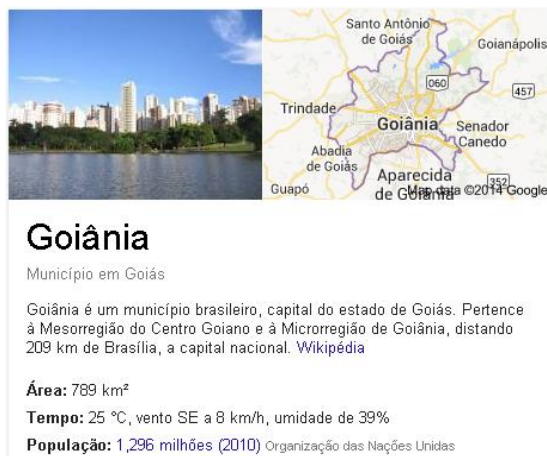 Santo Antônio
de Goiás
Goianápolis
060
457
Trindade
Goiânia
Senador
Canedo
Abadia
de Goiás
Aparecida
de Goiânia
352
Guapó
Map data ©2014 Google
Goiânia
Município em Goiás
Goiânia é um município brasileiro, capital do estado de Goiás. Pertence
à Mesorregião do Centro Goiano e à Microrregião de Goiânia, distando
209 km de Brasília, a capital nacional. Wikipédia
Área: 789 km²
Tempo: 25 °C, vento SE a 8 km/h, umidade de 39%
População: 1,296 milhões (2010) Organização das Nações Unidas